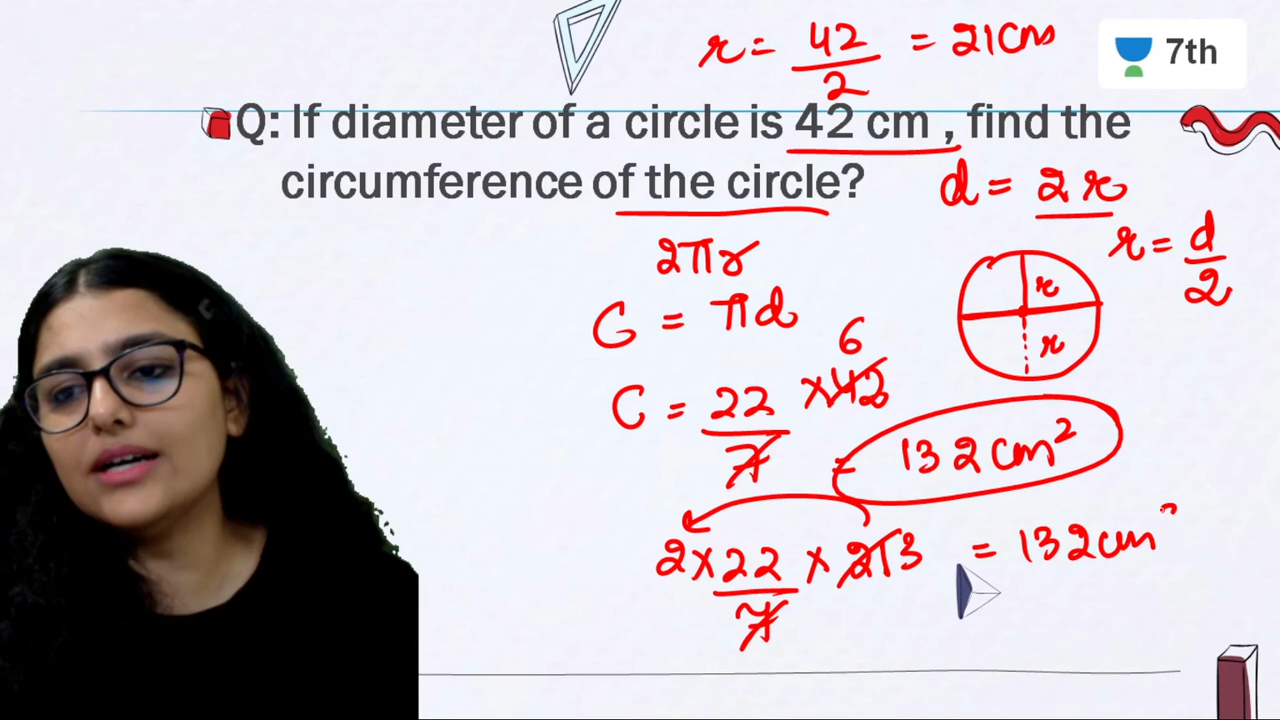 r = 42/2 = 21cm
7th
Q: If diameter of a circle is 42 cm , find the
circumference of the circle?
d = 2r
r = d/2
2πr
r
r
C = πd
6
C = 22/7 × 42
= 132 cm²
2 × 22/7 × 21 3 = 132 cm²